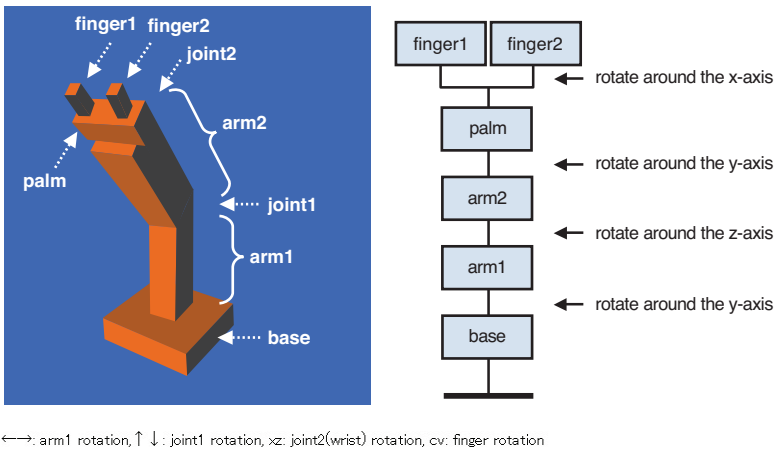 finger1
finger2
joint2
arm2
palm
joint1
arm1
base
finger1
finger2
rotate around the x-axis
palm
rotate around the y-axis
arm2
rotate around the z-axis
arm1
rotate around the y-axis
base
←→: arm1 rotation, ↑ ↓ : joint1 rotation, xz: joint2(wrist) rotation, cv: finger rotation